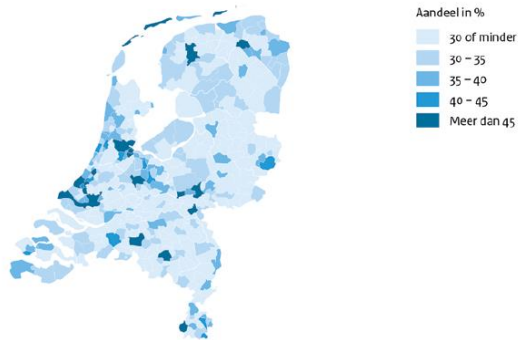 Aandeel in %
30 of minder
30 – 35
35 – 40
40 – 45
Meer dan 45